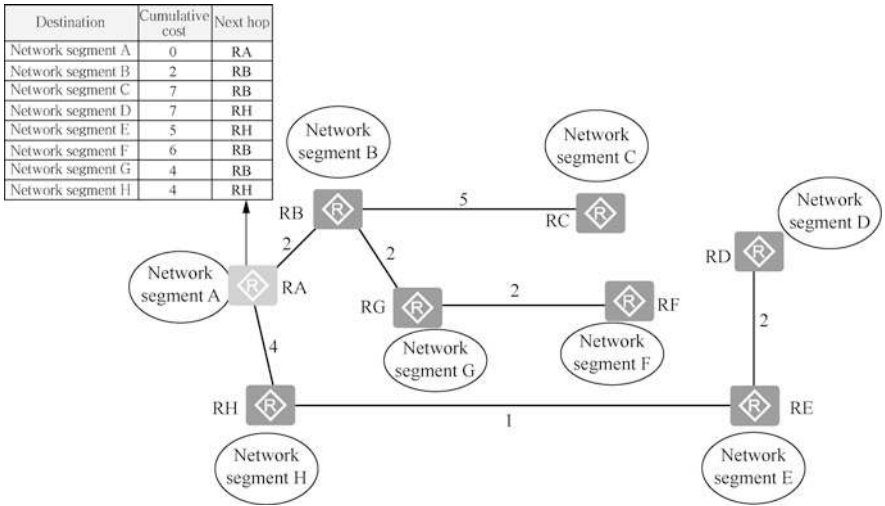 Destination Cumulative cost Next hop
Network segment A 0 RA
Network segment B 2 RB
Network segment C 7 RB
Network segment D 7 RH
Network segment E 5 RH
Network segment F 6 RB
Network segment G 4 RB
Network segment H 4 RH
Network
segment B
Network
segment C
Network
segment D
RB
R
5
RC
R
RD
R
2
2
Network
segment A
R
RA
RG
R
2
R
RF
2
Network
segment G
Network
segment F
4
RH
R
1
R
RE
Network
segment H
Network
segment E